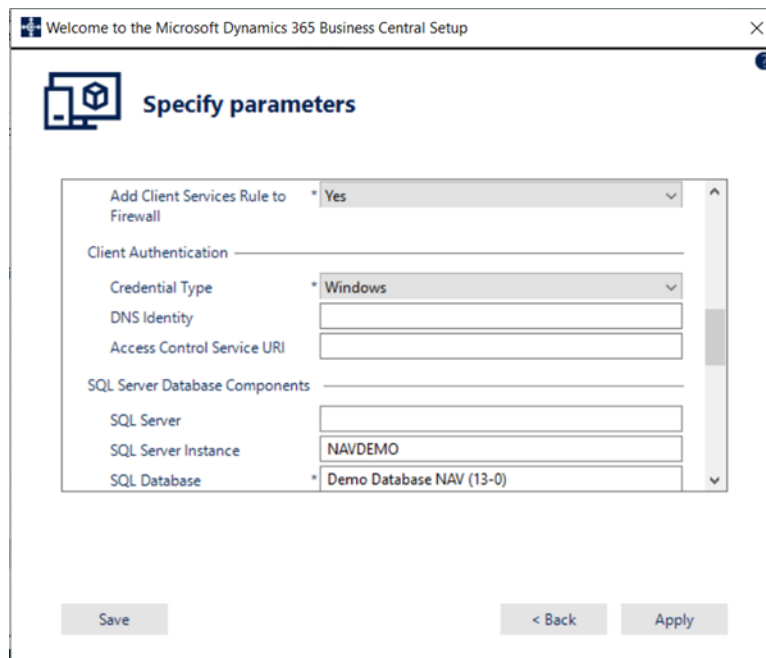 Welcome to the Microsoft Dynamics 365 Business Central Setup
Specify parameters
Add Client Services Rule to * Yes
Firewall
Client Authentication
Credential Type * Windows
DNS Identity
Access Control Service URI
SQL Server Database Components
SQL Server
SQL Server Instance NAVDEMO
SQL Database * Demo Database NAV (13-0)
Save < Back Apply